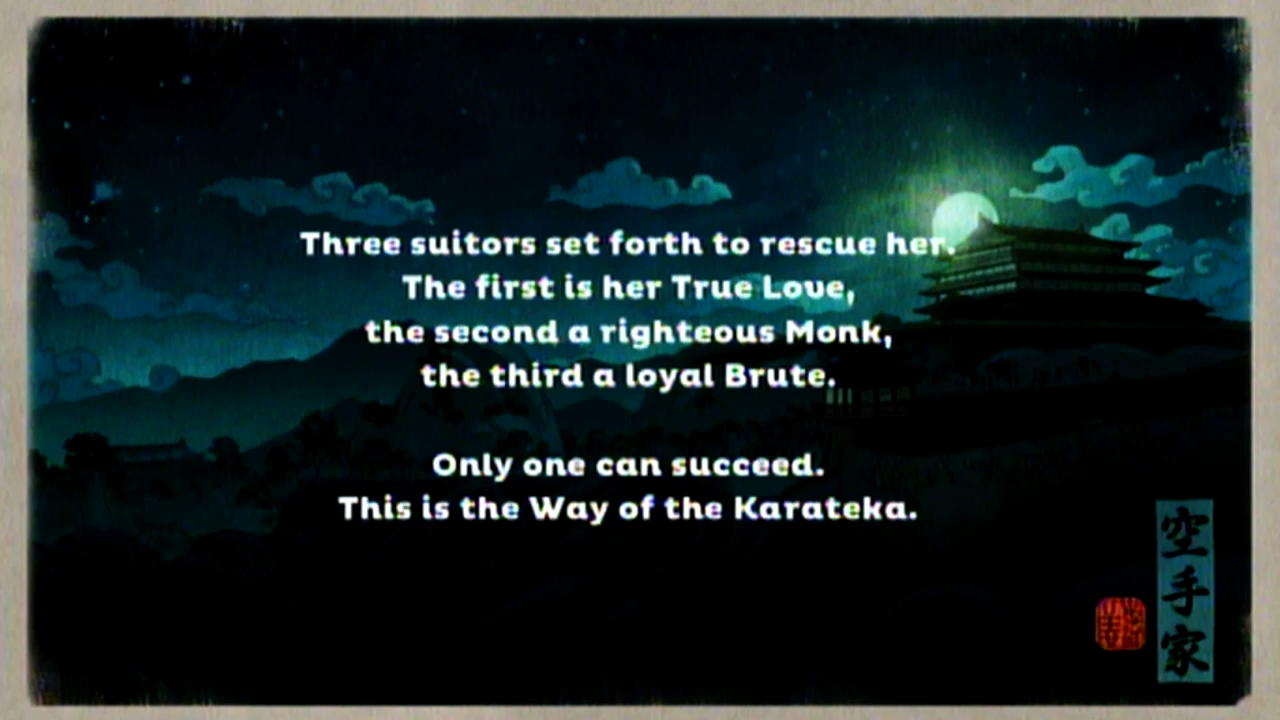 Three suitors set forth to rescue her.
The first is her True Love,
the second a righteous Monk,
the third a loyal Brute.
Only one can succeed.
This is the Way of the Karateka.
空手家